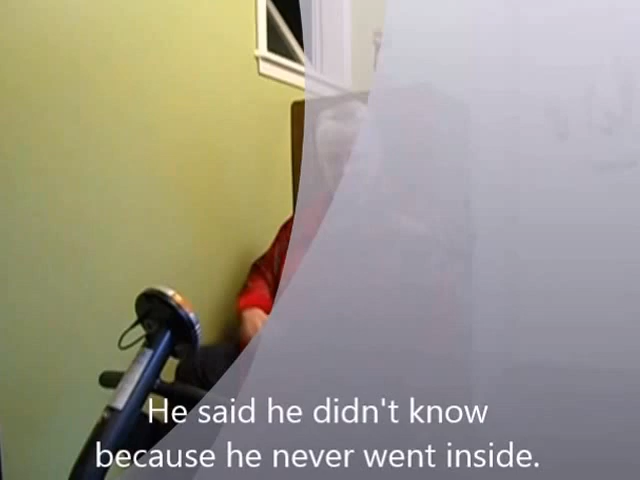 He said he didn't know
because he never went inside.